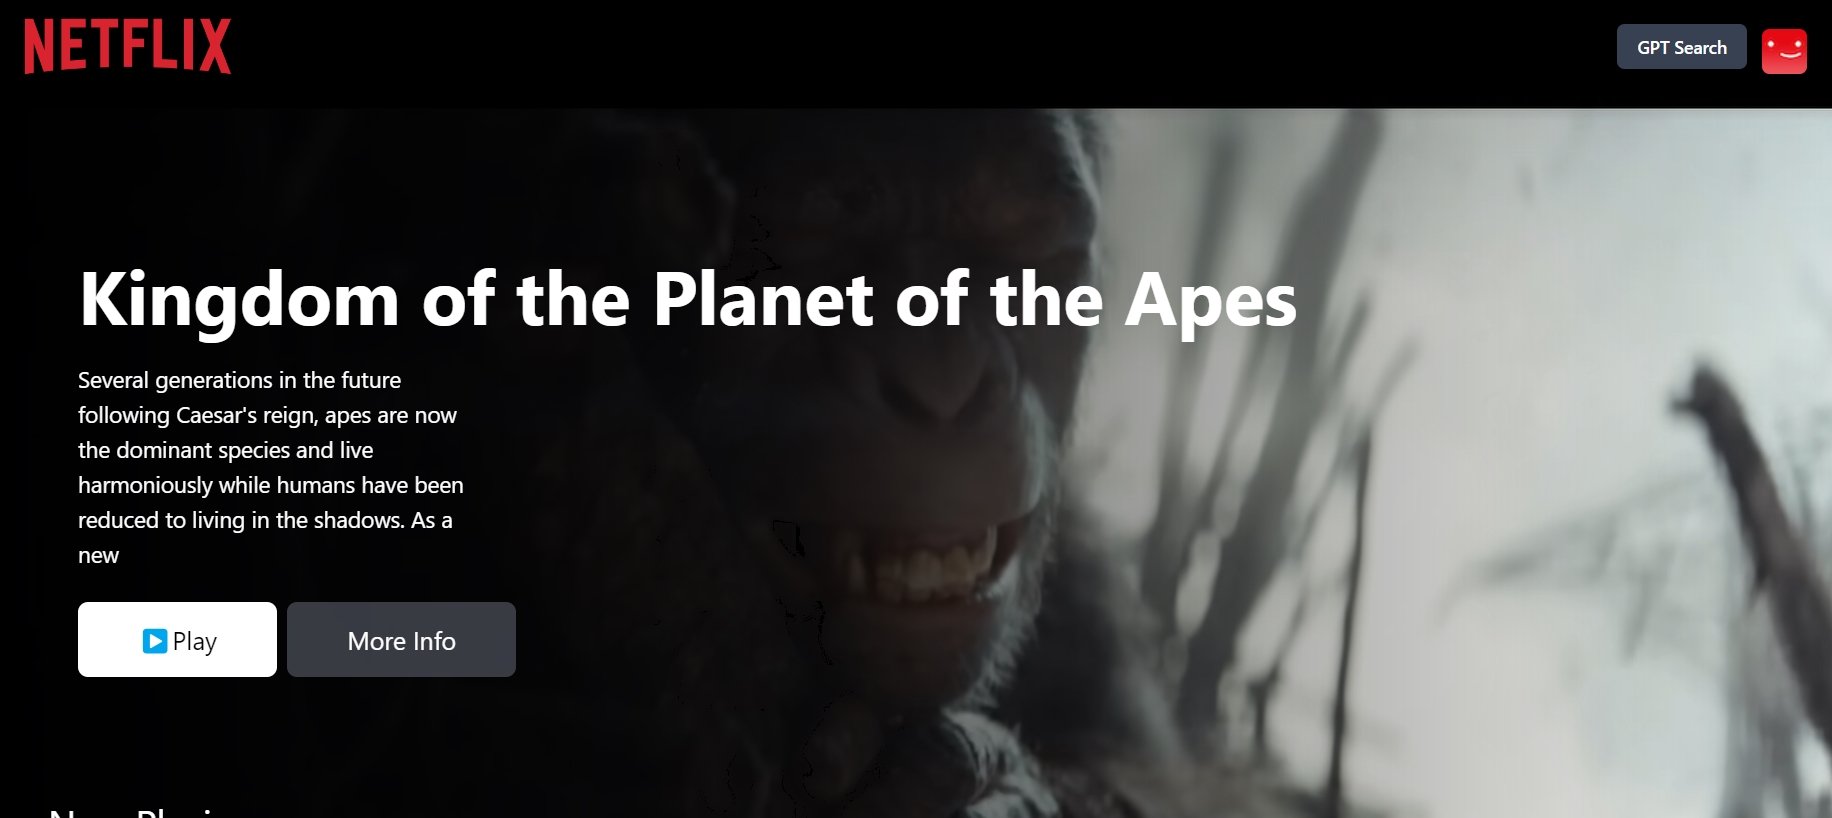 NETFLIX
GPT Search
Kingdom of the Planet of the Apes
Several generations in the future
following Caesar's reign, apes are now
the dominant species and live
harmoniously while humans have been
reduced to living in the shadows. As a
new
Play
More Info